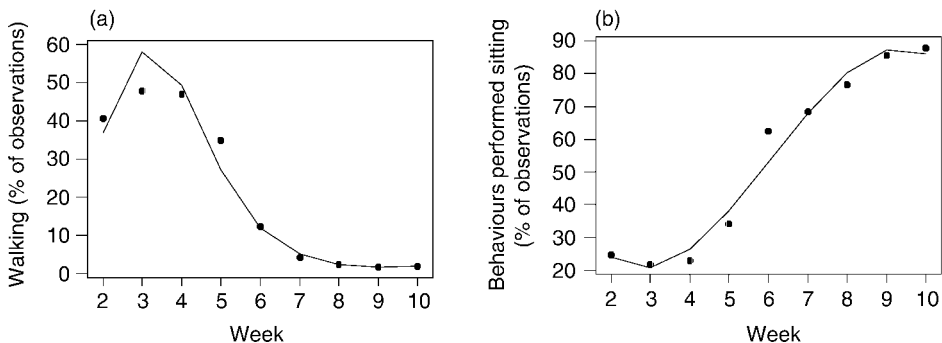 (a)
60
50
40
30
20
10
0
Walking (% of observations)
2 3 4 5 6 7 8 9 10
Week
(b)
90
80
70
60
50
40
30
20
Behaviours performed sitting
(% of observations)
2 3 4 5 6 7 8 9 10
Week